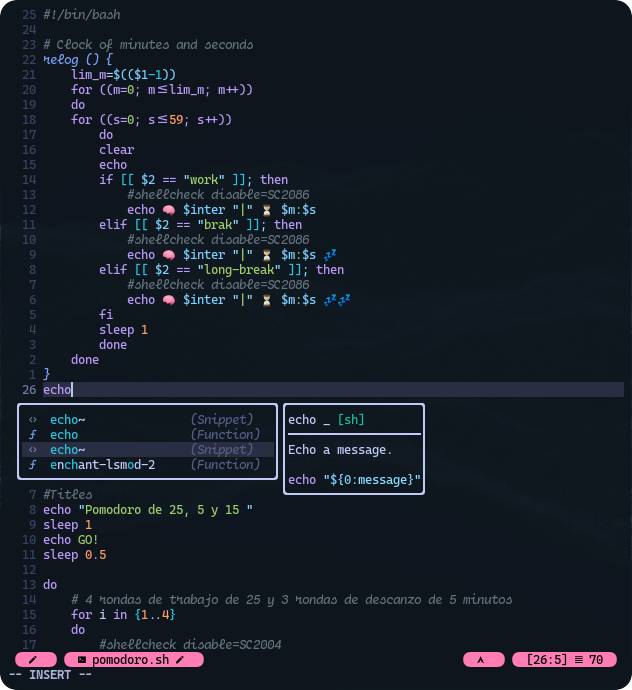 25 #!/bin/bash
24
23 # Clock of minutes and seconds
22 relog () {
21 lim_m=$(($1-1))
20 for ((m=0; m≤lim_m; m++))
19 do
18 for ((s=0; s≤59; s++))
17 do
16 clear
15 echo
14 if [[ $2 == "work" ]]; then
13 #shellcheck disable=SC2086
12 echo 🧠 $inter "|" ⏳ $m:$s
11 elif [[ $2 == "brak" ]]; then
10 #shellcheck disable=SC2086
9 echo 🧠 $inter "|" ⏳ $m:$s 💤
8 elif [[ $2 == "long-break" ]]; then
7 #shellcheck disable=SC2086
6 echo 🧠 $inter "|" ⏳ $m:$s 💤💤
5 fi
4 sleep 1
3 done
2 done
1 }
26 echo
<> echo~ (Snippet)
ƒ echo (Function)
<> echo~ (Snippet)
ƒ enchant-lsmod-2 (Function)
echo _ [sh]
Echo a message.
echo "${0:message}"
7 #Titles
8 echo "Pomodoro de 25, 5 y 15 "
9 sleep 1
10 echo GO!
11 sleep 0.5
12
13 do
14 # 4 rondas de trabajo de 25 y 3 rondas de descanzo de 5 minutos
15 for i in {1..4}
16 do
17 #shellcheck disable=SC2004
pomodoro.sh [26:5] ≡ 70
-- INSERT --